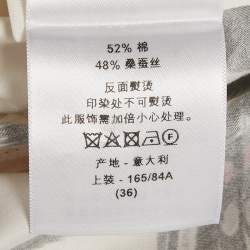 52% 棉
48% 桑蚕丝
反面熨烫
印染处不可熨烫
此服饰需加倍小心处理。
产地 - 意大利
上装 - 165/84A
(36)